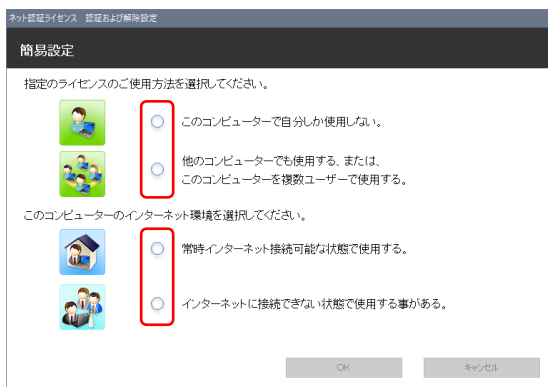 ネット認証ライセンス 認証および解除設定
簡易設定
指定のライセンスのご使用方法を選択してください。
このコンピューターで自分しか使用しない。
他のコンピューターでも使用する、または、
このコンピューターを複数ユーザーで使用する。
このコンピューターのインターネット環境を選択してください。
常時インターネット接続可能な状態で使用する。
インターネットに接続できない状態で使用する事がある。
OK キャンセル